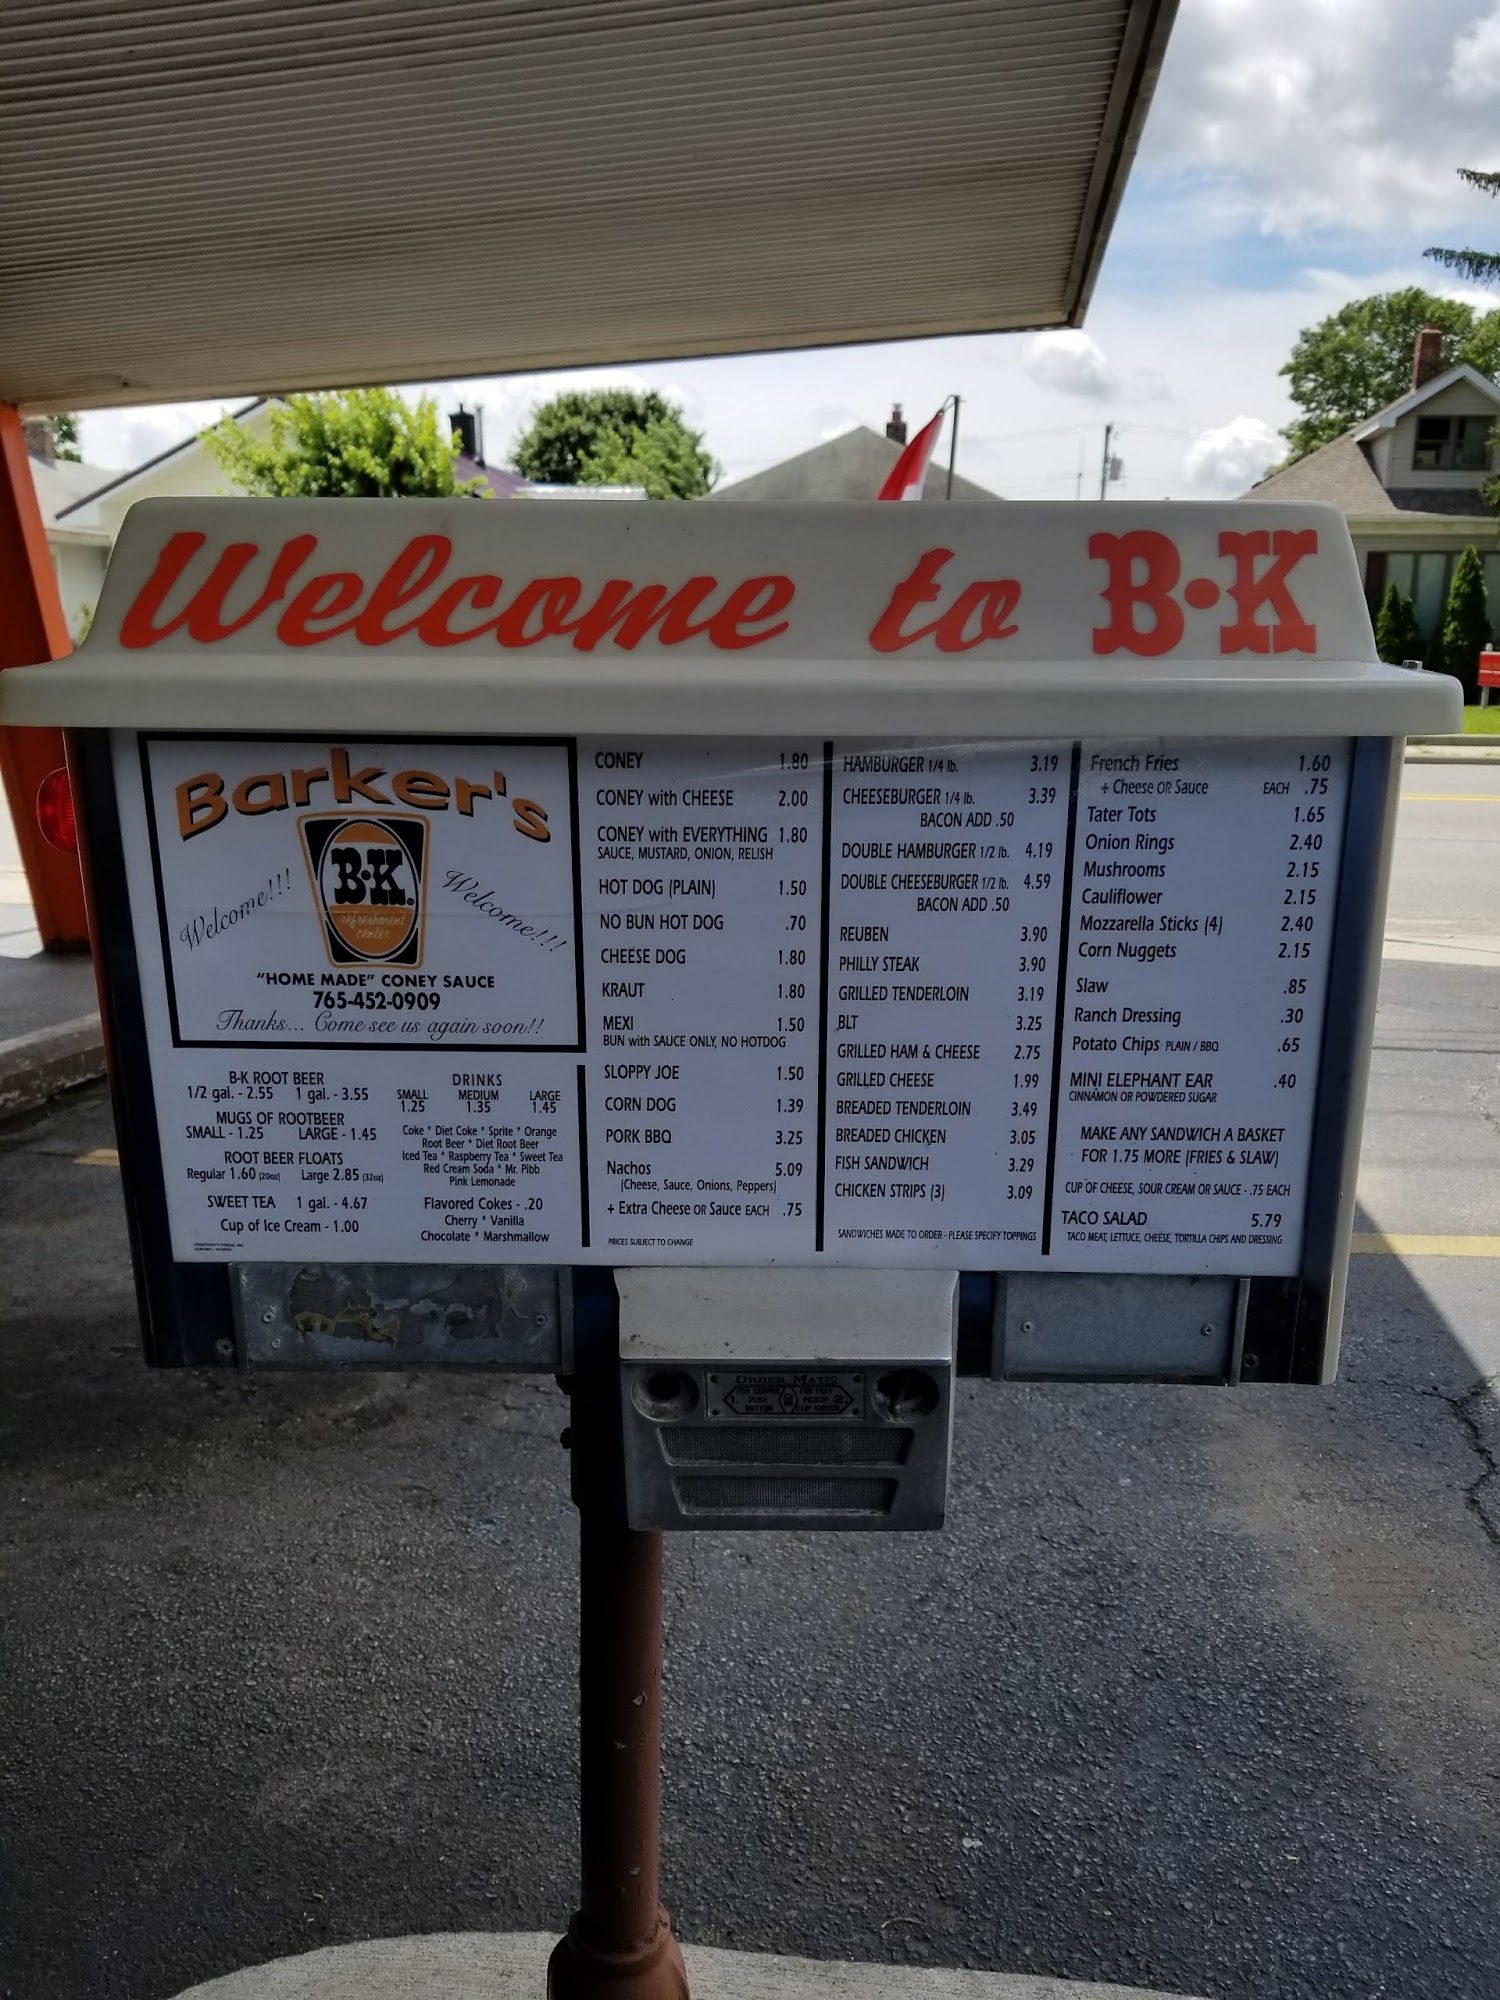 Welcome to B·K
Barker's
Welcome!!!
B·K.
refreshment
center
Welcome!!!
"HOME MADE" CONEY SAUCE
765-452-0909
Thanks... Come see us again soon!!
B-K ROOT BEER
1/2 gal. - 2.55 1 gal. - 3.55
MUGS OF ROOTBEER
SMALL - 1.25 LARGE - 1.45
ROOT BEER FLOATS
Regular 1.60 (20oz) Large 2.85 (32oz)
SWEET TEA 1 gal. - 4.67
Cup of Ice Cream - 1.00
DRINKS
SMALL MEDIUM LARGE
1.25 1.35 1.45
Coke * Diet Coke * Sprite * Orange
Root Beer * Diet Root Beer
Iced Tea * Raspberry Tea * Sweet Tea
Red Cream Soda * Mr. Pibb
Pink Lemonade
Flavored Cokes - .20
Cherry * Vanilla
Chocolate * Marshmallow
CONEY 1.80
CONEY with CHEESE 2.00
CONEY with EVERYTHING 1.80
SAUCE, MUSTARD, ONION, RELISH
HOT DOG (PLAIN) 1.50
NO BUN HOT DOG .70
CHEESE DOG 1.80
KRAUT 1.80
MEXI 1.50
BUN with SAUCE ONLY, NO HOTDOG
SLOPPY JOE 1.50
CORN DOG 1.39
PORK BBQ 3.25
Nachos 5.09
(Cheese, Sauce, Onions, Peppers)
+ Extra Cheese OR Sauce EACH .75
PRICES SUBJECT TO CHANGE
HAMBURGER 1/4 lb. 3.19
CHEESEBURGER 1/4 lb. 3.39
BACON ADD .50
DOUBLE HAMBURGER 1/2 lb. 4.19
DOUBLE CHEESEBURGER 1/2 lb. 4.59
BACON ADD .50
REUBEN 3.90
PHILLY STEAK 3.90
GRILLED TENDERLOIN 3.19
BLT 3.25
GRILLED HAM & CHEESE 2.75
GRILLED CHEESE 1.99
BREADED TENDERLOIN 3.49
BREADED CHICKEN 3.05
FISH SANDWICH 3.29
CHICKEN STRIPS (3) 3.09
SANDWICHES MADE TO ORDER - PLEASE SPECIFY TOPPINGS
French Fries 1.60
+ Cheese OR Sauce EACH .75
Tater Tots 1.65
Onion Rings 2.40
Mushrooms 2.15
Cauliflower 2.15
Mozzarella Sticks (4) 2.40
Corn Nuggets 2.15
Slaw .85
Ranch Dressing .30
Potato Chips PLAIN / BBQ .65
MINI ELEPHANT EAR .40
CINNAMON OR POWDERED SUGAR
MAKE ANY SANDWICH A BASKET
FOR 1.75 MORE (FRIES & SLAW)
CUP OF CHEESE, SOUR CREAM OR SAUCE - .75 EACH
TACO SALAD 5.79
TACO MEAT, LETTUCE, CHEESE, TORTILLA CHIPS AND DRESSING
ORDER MATIC
FOR SERVICE
1. PUSH
BUTTON
FOR TRAY
PICKUP 2.
FLIP SWITCH